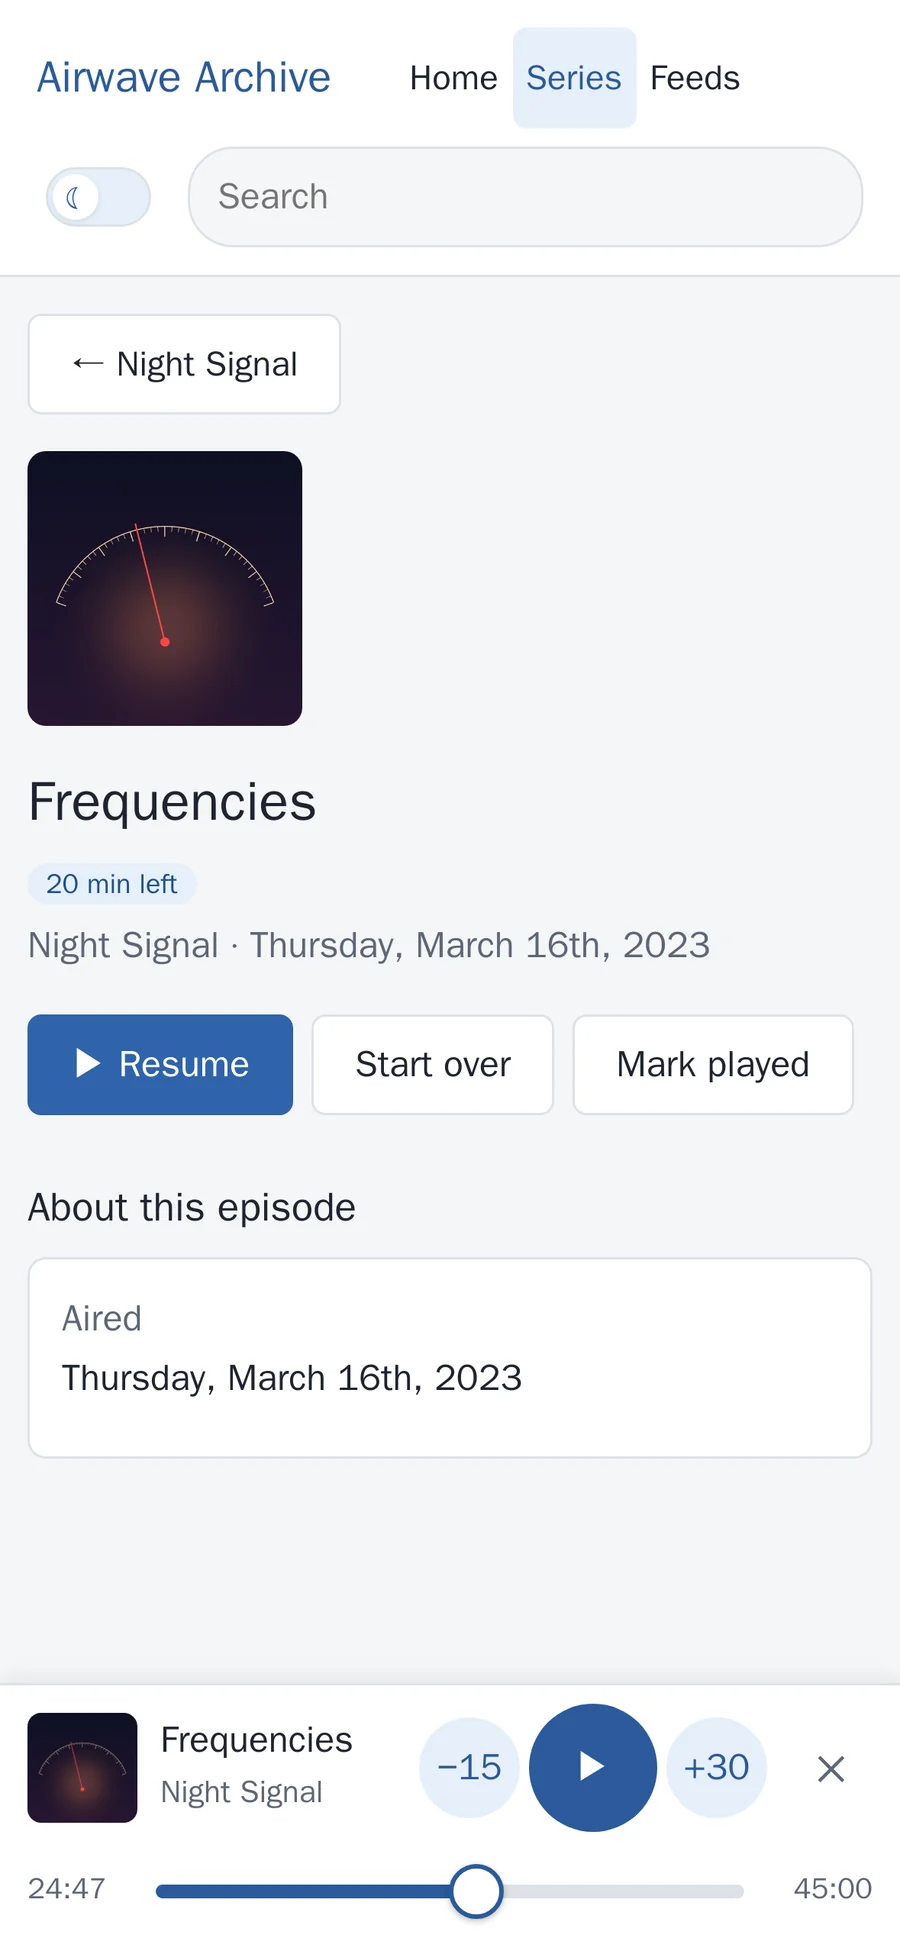 Airwave Archive Home Series Feeds
Search
← Night Signal
Frequencies
20 min left
Night Signal · Thursday, March 16th, 2023
▶ Resume Start over Mark played
About this episode
Aired
Thursday, March 16th, 2023
Frequencies
Night Signal
−15 +30 ×
24:47 45:00